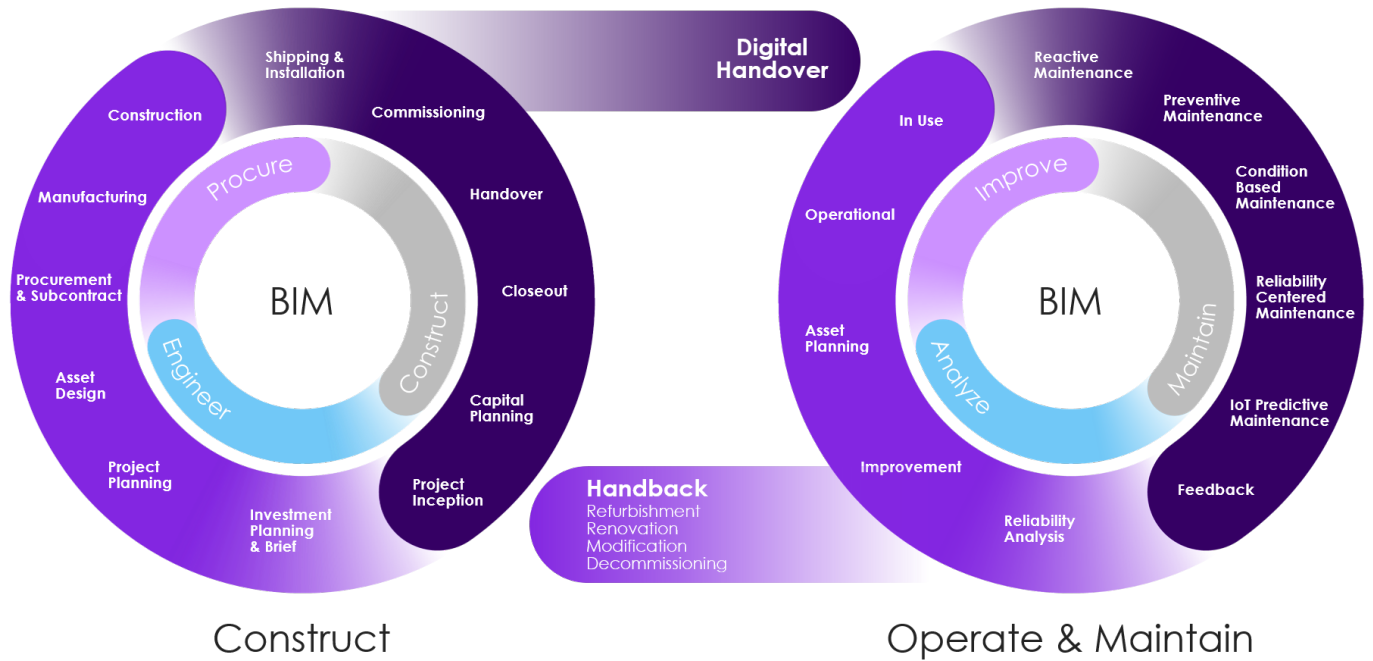 Shipping &
Installation
Commissioning
Handover
Closeout
Capital
Planning
Project
Inception
Investment
Planning
& Brief
Project
Planning
Asset
Design
Procurement
& Subcontract
Manufacturing
Construction
Procure
Construct
Engineer
BIM
Construct
Digital
Handover
Handback
Refurbishment
Renovation
Modification
Decommissioning
Reactive
Maintenance
Preventive
Maintenance
Condition
Based
Maintenance
Reliability
Centered
Maintenance
IoT Predictive
Maintenance
Feedback
Reliability
Analysis
Improvement
Asset
Planning
Operational
In Use
Improve
Maintain
Analyze
BIM
Operate & Maintain